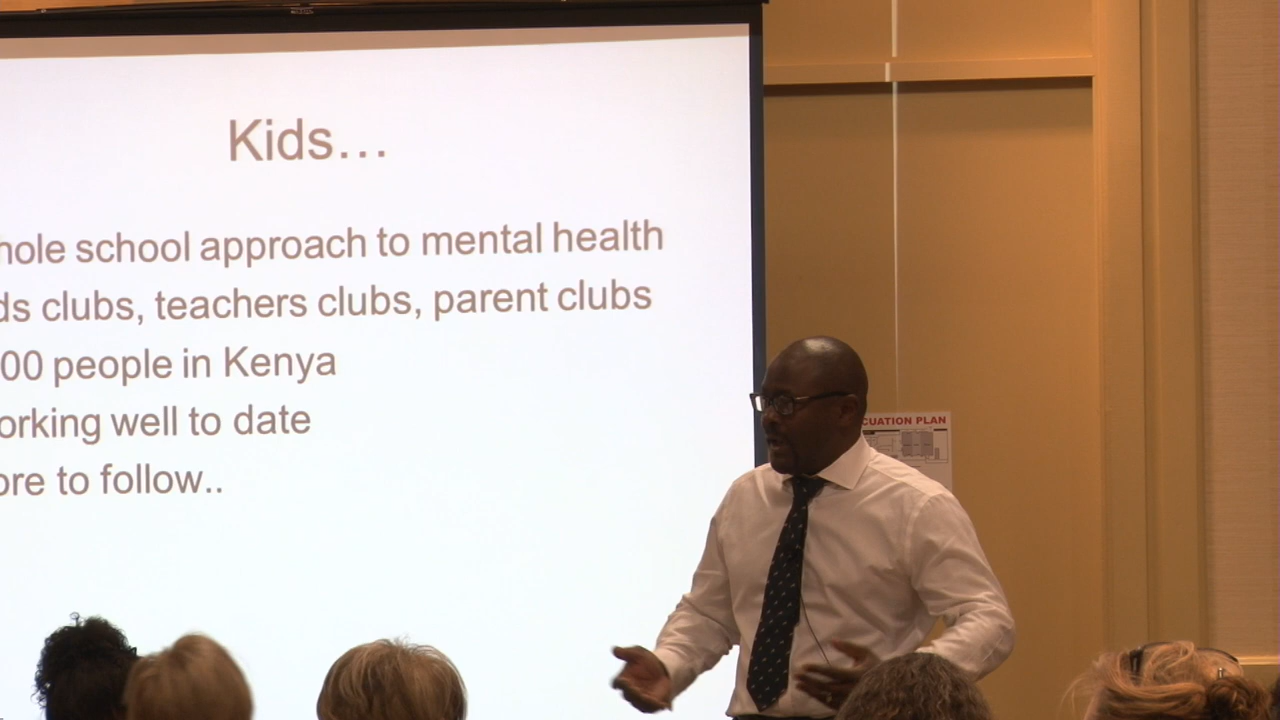 Kids...
hole school approach to mental health
ds clubs, teachers clubs, parent clubs
00 people in Kenya
orking well to date
ore to follow..
CUATION PLAN